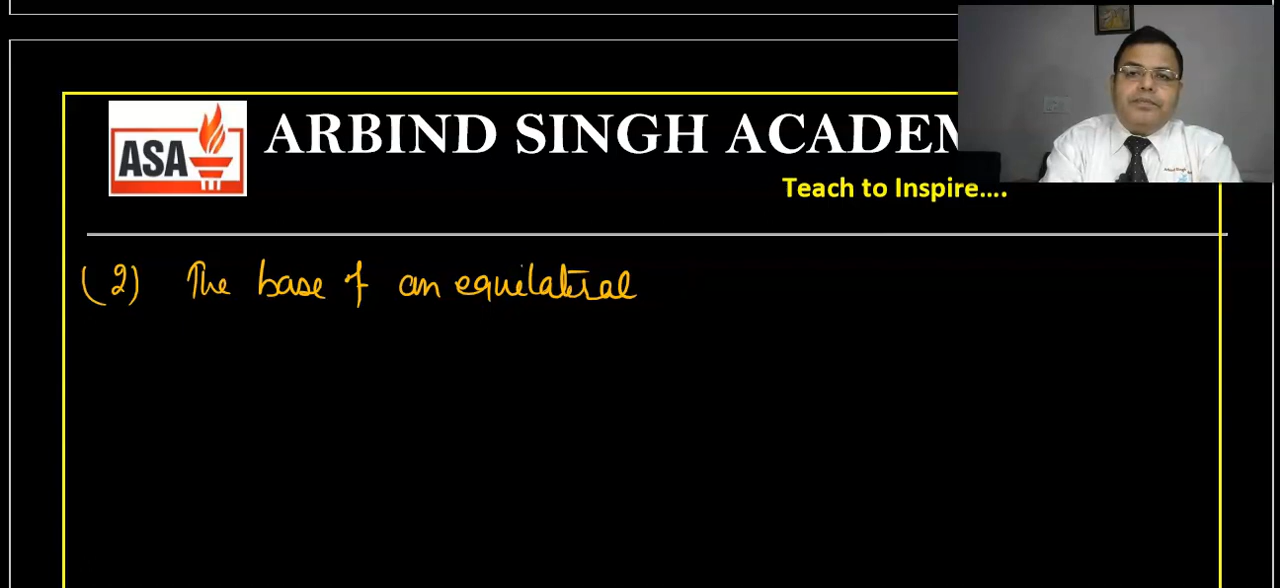 ASA
ARBIND SINGH ACADEM
Teach to Inspire....
(2) The base of an equilateral